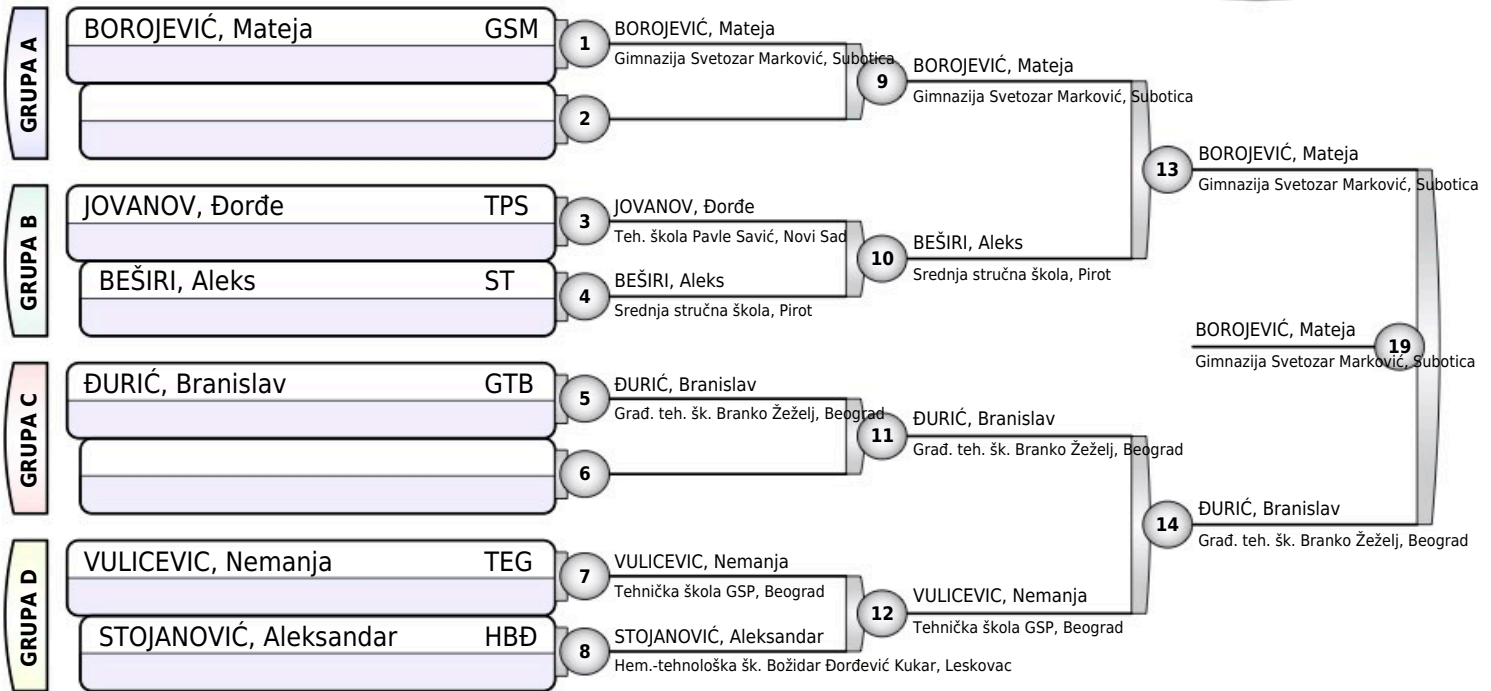 GRUPA A
BOROJEVIĆ, Mateja GSM
1
BOROJEVIĆ, Mateja
Gimnazija Svetozar Marković, Subotica
2
9
BOROJEVIĆ, Mateja
Gimnazija Svetozar Marković, Subotica
GRUPA B
JOVANOV, Đorđe TPS
3
JOVANOV, Đorđe
Teh. škola Pavle Savić, Novi Sad
BEŠIRI, Aleks ST
4
BEŠIRI, Aleks
Srednja stručna škola, Pirot
10
BEŠIRI, Aleks
Srednja stručna škola, Pirot
13
BOROJEVIĆ, Mateja
Gimnazija Svetozar Marković, Subotica
GRUPA C
ĐURIĆ, Branislav GTB
5
ĐURIĆ, Branislav
Građ. teh. šk. Branko Žeželj, Beograd
6
11
ĐURIĆ, Branislav
Građ. teh. šk. Branko Žeželj, Beograd
GRUPA D
VULICEVIC, Nemanja TEG
7
VULICEVIC, Nemanja
Tehnička škola GSP, Beograd
STOJANOVIĆ, Aleksandar HBĐ
8
STOJANOVIĆ, Aleksandar
Hem.-tehnološka šk. Božidar Đorđević Kukar, Leskovac
12
VULICEVIC, Nemanja
Tehnička škola GSP, Beograd
14
ĐURIĆ, Branislav
Građ. teh. šk. Branko Žeželj, Beograd
BOROJEVIĆ, Mateja
19
Gimnazija Svetozar Marković, Subotica